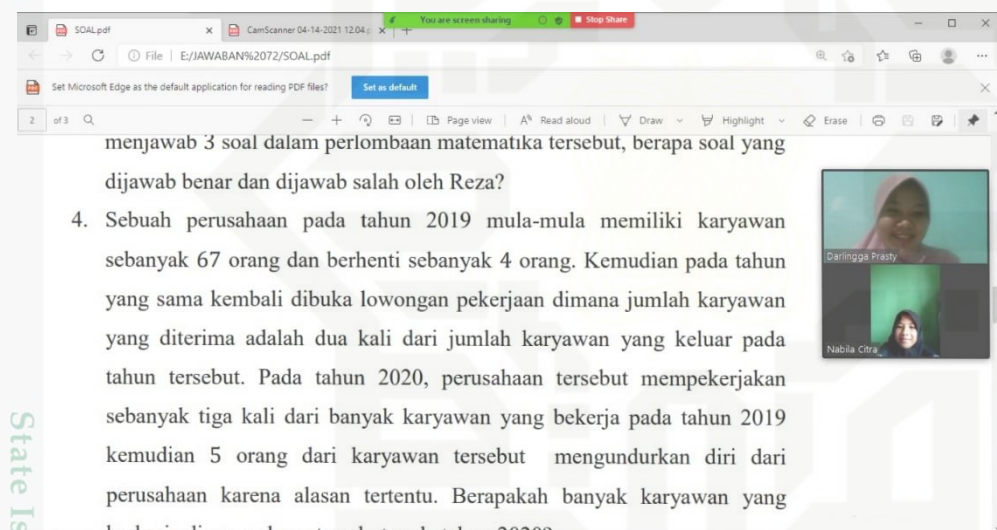 SOAL.pdf
CamScanner 04-14-2021 12.04.
You are screen sharing
Stop Share
File
E:/JAWABAN%2072/SOAL.pdf
Set Microsoft Edge as the default application for reading PDF files?
Set as default
2 of 3
Page view
Read aloud
Draw
Highlight
Erase
menjawab 3 soal dalam perlombaan matematika tersebut, berapa soal yang
dijawab benar dan dijawab salah oleh Reza?
4. Sebuah perusahaan pada tahun 2019 mula-mula memiliki karyawan
sebanyak 67 orang dan berhenti sebanyak 4 orang. Kemudian pada tahun
yang sama kembali dibuka lowongan pekerjaan dimana jumlah karyawan
yang diterima adalah dua kali dari jumlah karyawan yang keluar pada
tahun tersebut. Pada tahun 2020, perusahaan tersebut mempekerjakan
sebanyak tiga kali dari banyak karyawan yang bekerja pada tahun 2019
kemudian 5 orang dari karyawan tersebut mengundurkan diri dari
perusahaan karena alasan tertentu. Berapakah banyak karyawan yang
Darlingga Prasty
Nabila Citra
State Is